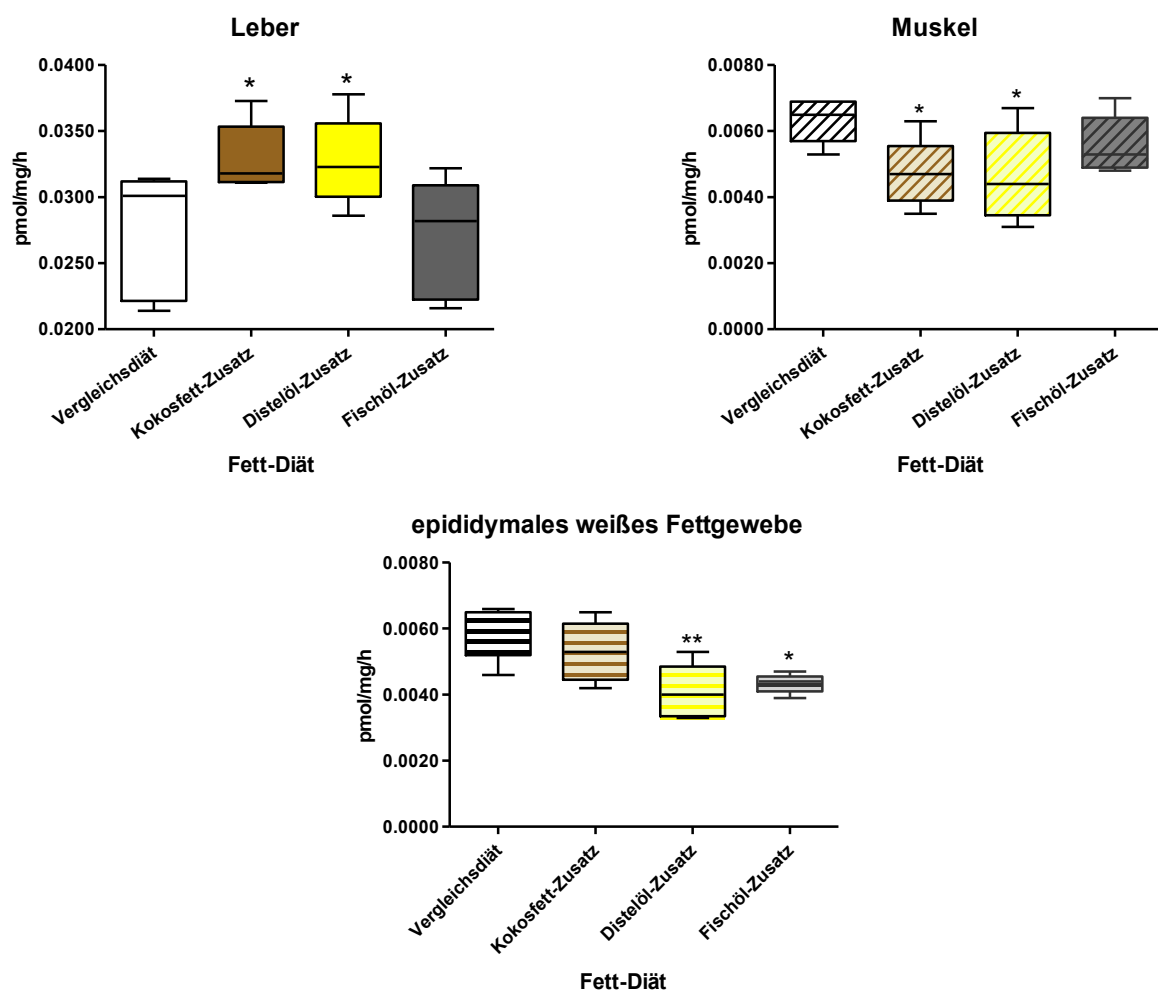 Leber
0.0400
0.0350
0.0300
0.0250
0.0200
pmol/mg/h
*
*
Vergleichsdiät
Kokosfett-Zusatz
Distelöl-Zusatz
Fischöl-Zusatz
Fett-Diät
Muskel
0.0080
0.0060
0.0040
0.0020
0.0000
pmol/mg/h
*
*
Vergleichsdiät
Kokosfett-Zusatz
Distelöl-Zusatz
Fischöl-Zusatz
Fett-Diät
epididymales weißes Fettgewebe
0.0080
0.0060
0.0040
0.0020
0.0000
pmol/mg/h
**
*
Vergleichsdiät
Kokosfett-Zusatz
Distelöl-Zusatz
Fischöl-Zusatz
Fett-Diät